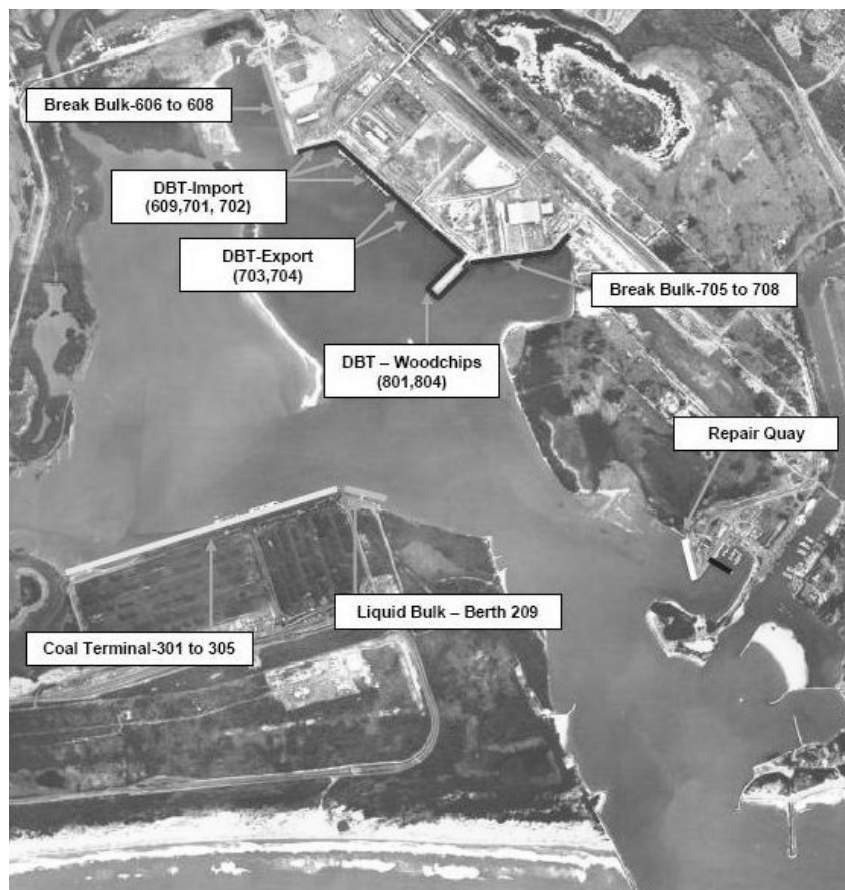 Break Bulk-606 to 608
DBT-Import
(609,701, 702)
DBT-Export
(703,704)
Break Bulk-705 to 708
DBT – Woodchips
(801,804)
Repair Quay
Liquid Bulk – Berth 209
Coal Terminal-301 to 305